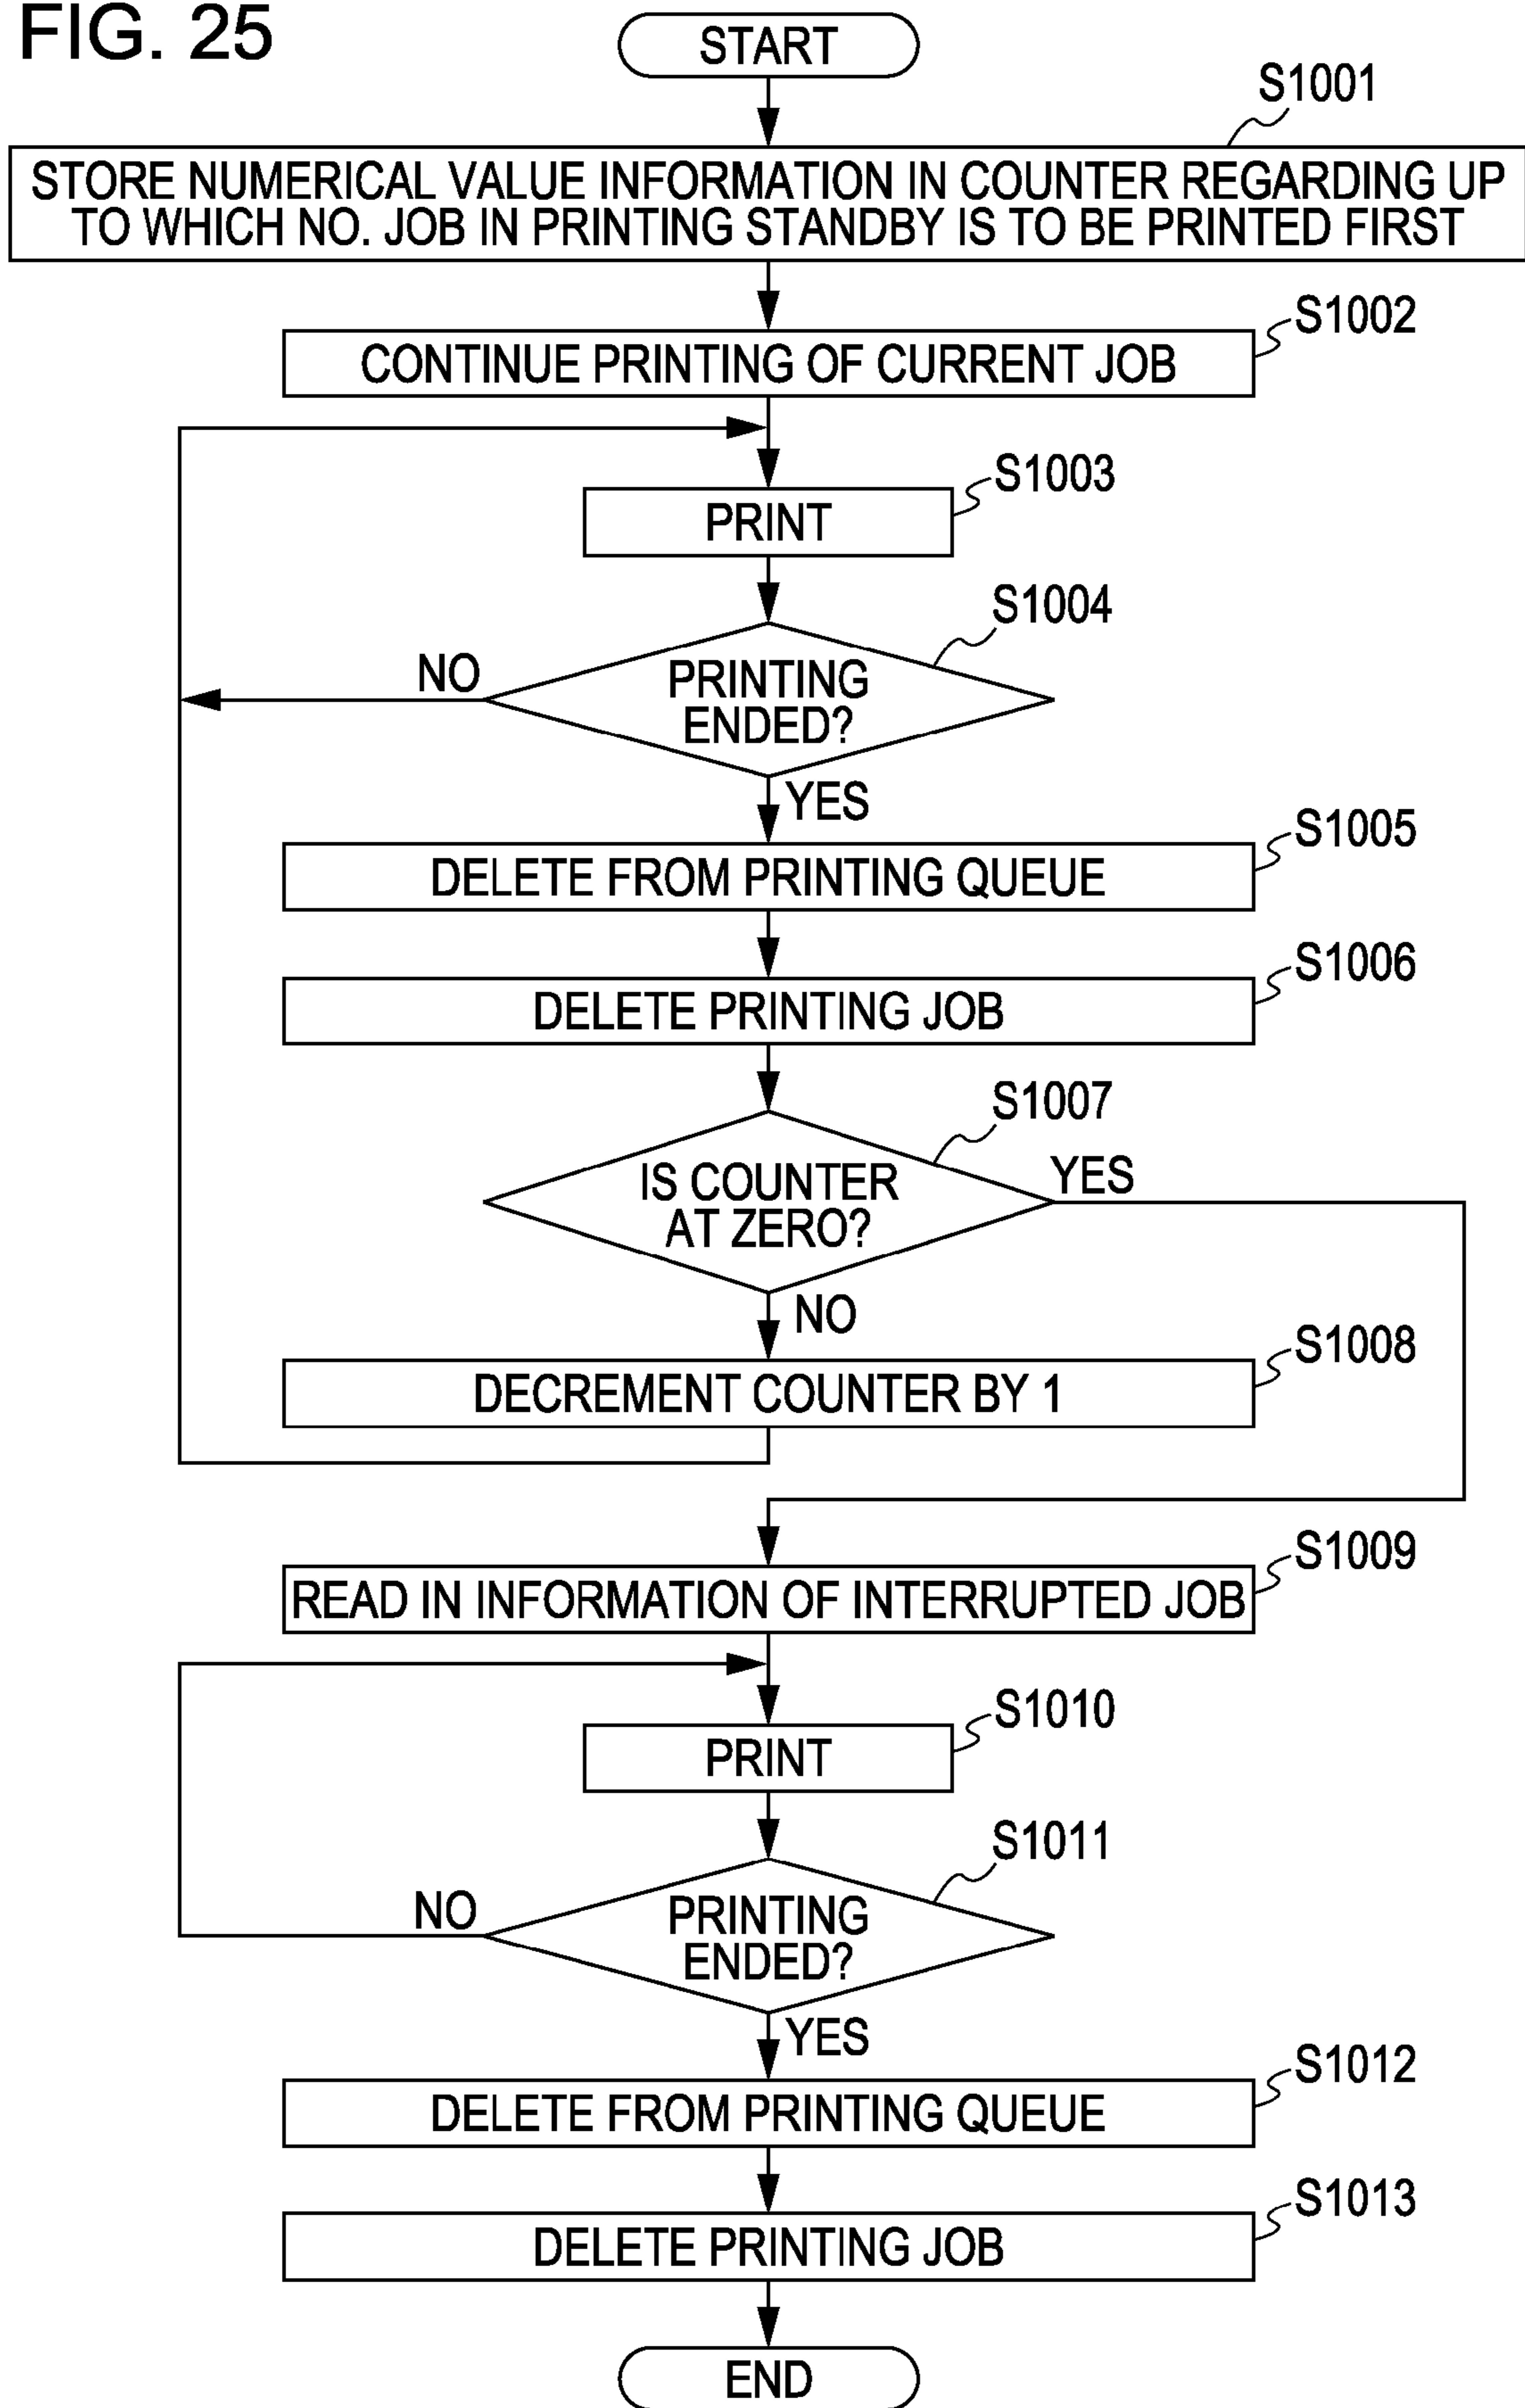 FIG. 25
START
S1001
STORE NUMERICAL VALUE INFORMATION IN COUNTER REGARDING UP
TO WHICH NO. JOB IN PRINTING STANDBY IS TO BE PRINTED FIRST
S1002
CONTINUE PRINTING OF CURRENT JOB
S1003
PRINT
S1004
NO
PRINTING
ENDED?
YES
S1005
DELETE FROM PRINTING QUEUE
S1006
DELETE PRINTING JOB
S1007
IS COUNTER
AT ZERO?
YES
NO
S1008
DECREMENT COUNTER BY 1
S1009
READ IN INFORMATION OF INTERRUPTED JOB
S1010
PRINT
S1011
NO
PRINTING
ENDED?
YES
S1012
DELETE FROM PRINTING QUEUE
S1013
DELETE PRINTING JOB
END